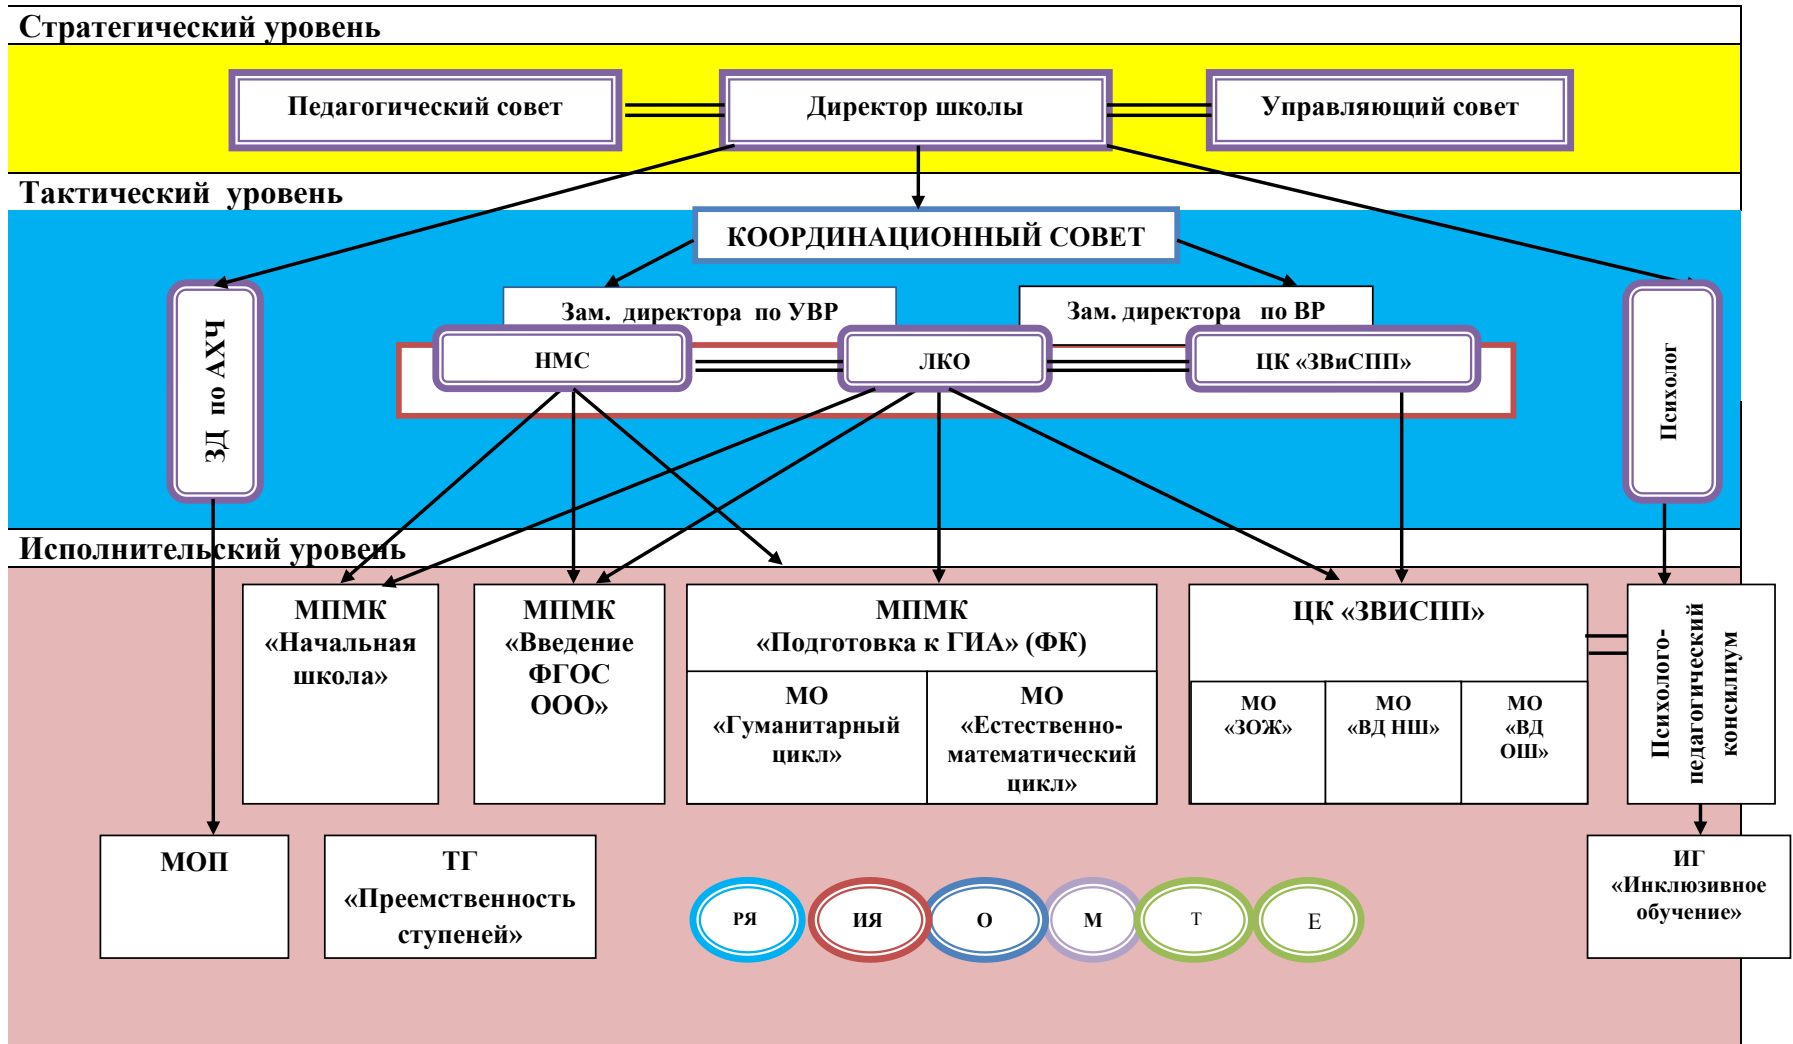 Стратегический уровень
Педагогический совет
Директор школы
Управляющий совет
Тактический уровень
КООРДИНАЦИОННЫЙ СОВЕТ
Зам. директора по УВР
Зам. директора по ВР
ЗД по АХЧ
НМС
ЛКО
ЦК «ЗВиСПП»
Психолог
Исполнительский уровень
МПМК
«Начальная
школа»
МПМК
«Введение
ФГОС
ООО»
МПМК
«Подготовка к ГИА» (ФК)
МО
«Гуманитарный
цикл»
МО
«Естественно-
математический
цикл»
ЦК «ЗВИСПП»
МО
«ЗОЖ»
МО
«ВД НШ»
МО
«ВД
ОШ»
Психолого-
педагогический
консилиум
МОП
ТГ
«Преемственность
ступеней»
РЯ
ИЯ
О
М
Т
Е
ИГ
«Инклюзивное
обучение»